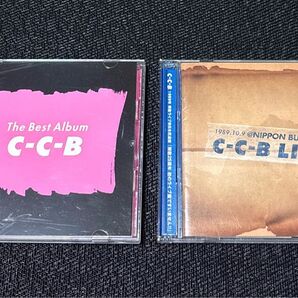 The Best Album
C-C-B
C-C-B
1989.10.9 @NIPPON BU
C-C-B LI